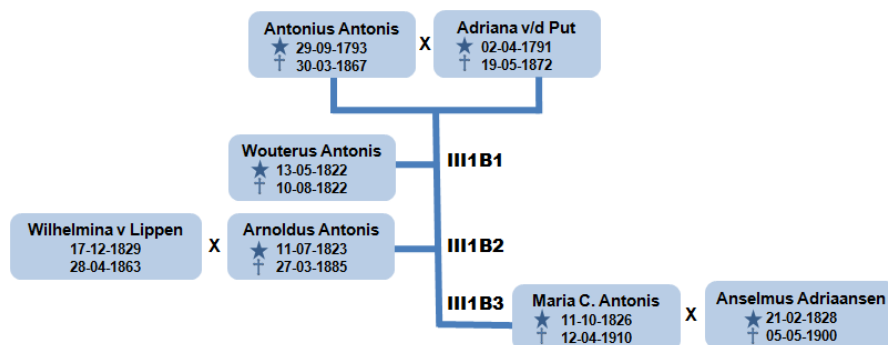 Antonius Antonis
★ 29-09-1793
† 30-03-1867
X
Adriana v/d Put
★ 02-04-1791
† 19-05-1872
Wouterus Antonis
★ 13-05-1822
† 10-08-1822
III1B1
Wilhelmina v Lippen
17-12-1829
28-04-1863
X
Arnoldus Antonis
★ 11-07-1823
† 27-03-1885
III1B2
III1B3
Maria C. Antonis
★ 11-10-1826
† 12-04-1910
X
Anselmus Adriaansen
★ 21-02-1828
† 05-05-1900